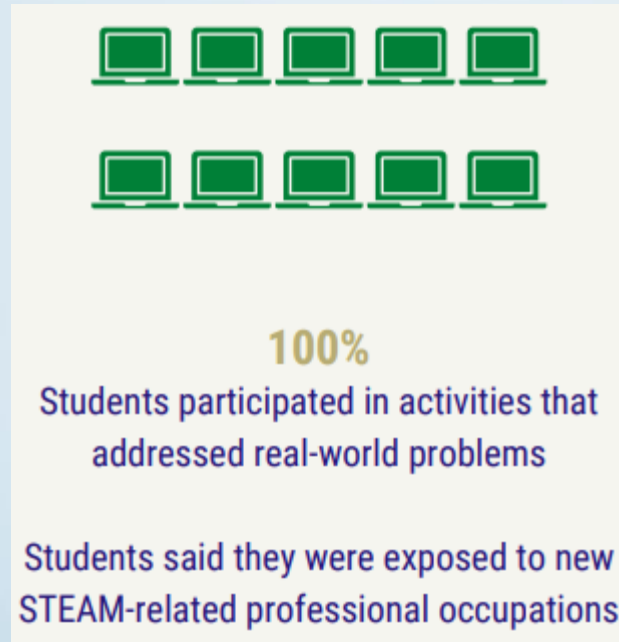 100%
Students participated in activities that
addressed real-world problems
Students said they were exposed to new
STEAM-related professional occupations